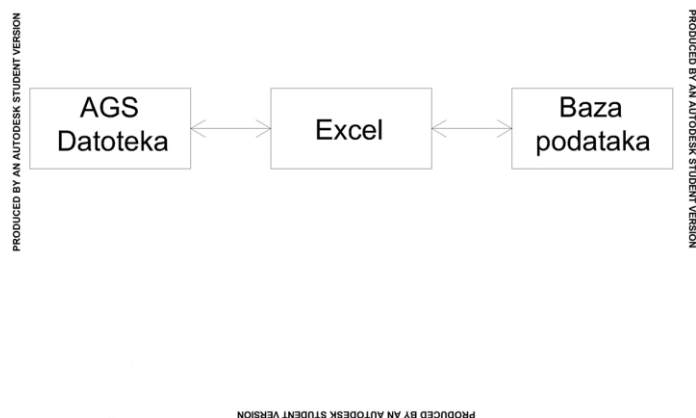 PRODUCED BY AN AUTODESK STUDENT VERSION
AGS
Datoteka
Excel
Baza
podataka
PRODUCED BY AN AUTODESK STUDENT VERSION
PRODUCED BY AN AUTODESK STUDENT VERSION